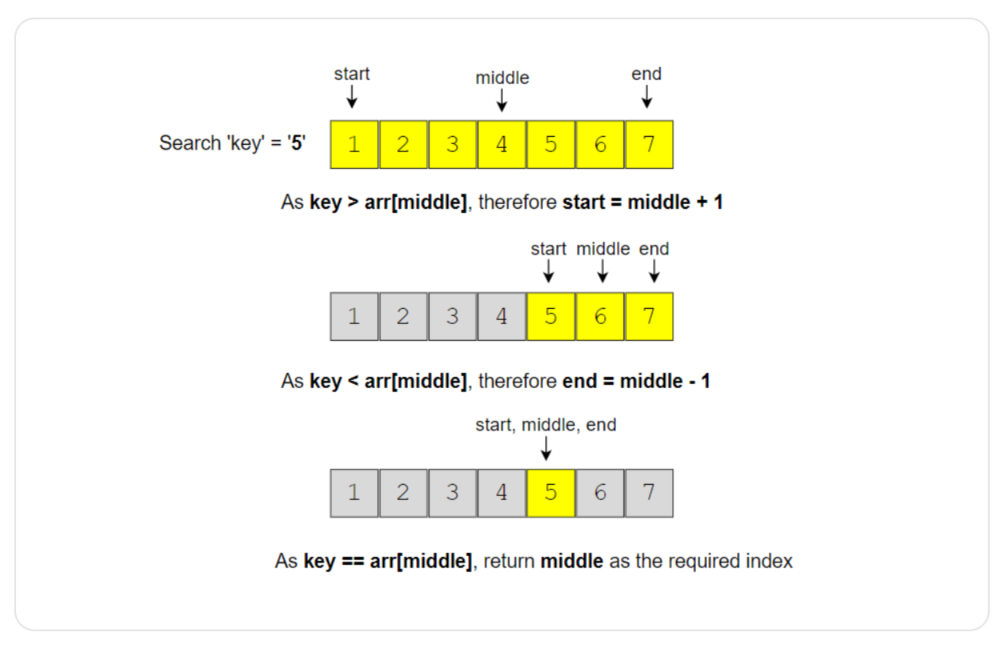 start middle end
Search 'key' = '5' 1 2 3 4 5 6 7
As key > arr[middle], therefore start = middle + 1
start middle end
1 2 3 4 5 6 7
As key < arr[middle], therefore end = middle - 1
start, middle, end
1 2 3 4 5 6 7
As key == arr[middle], return middle as the required index